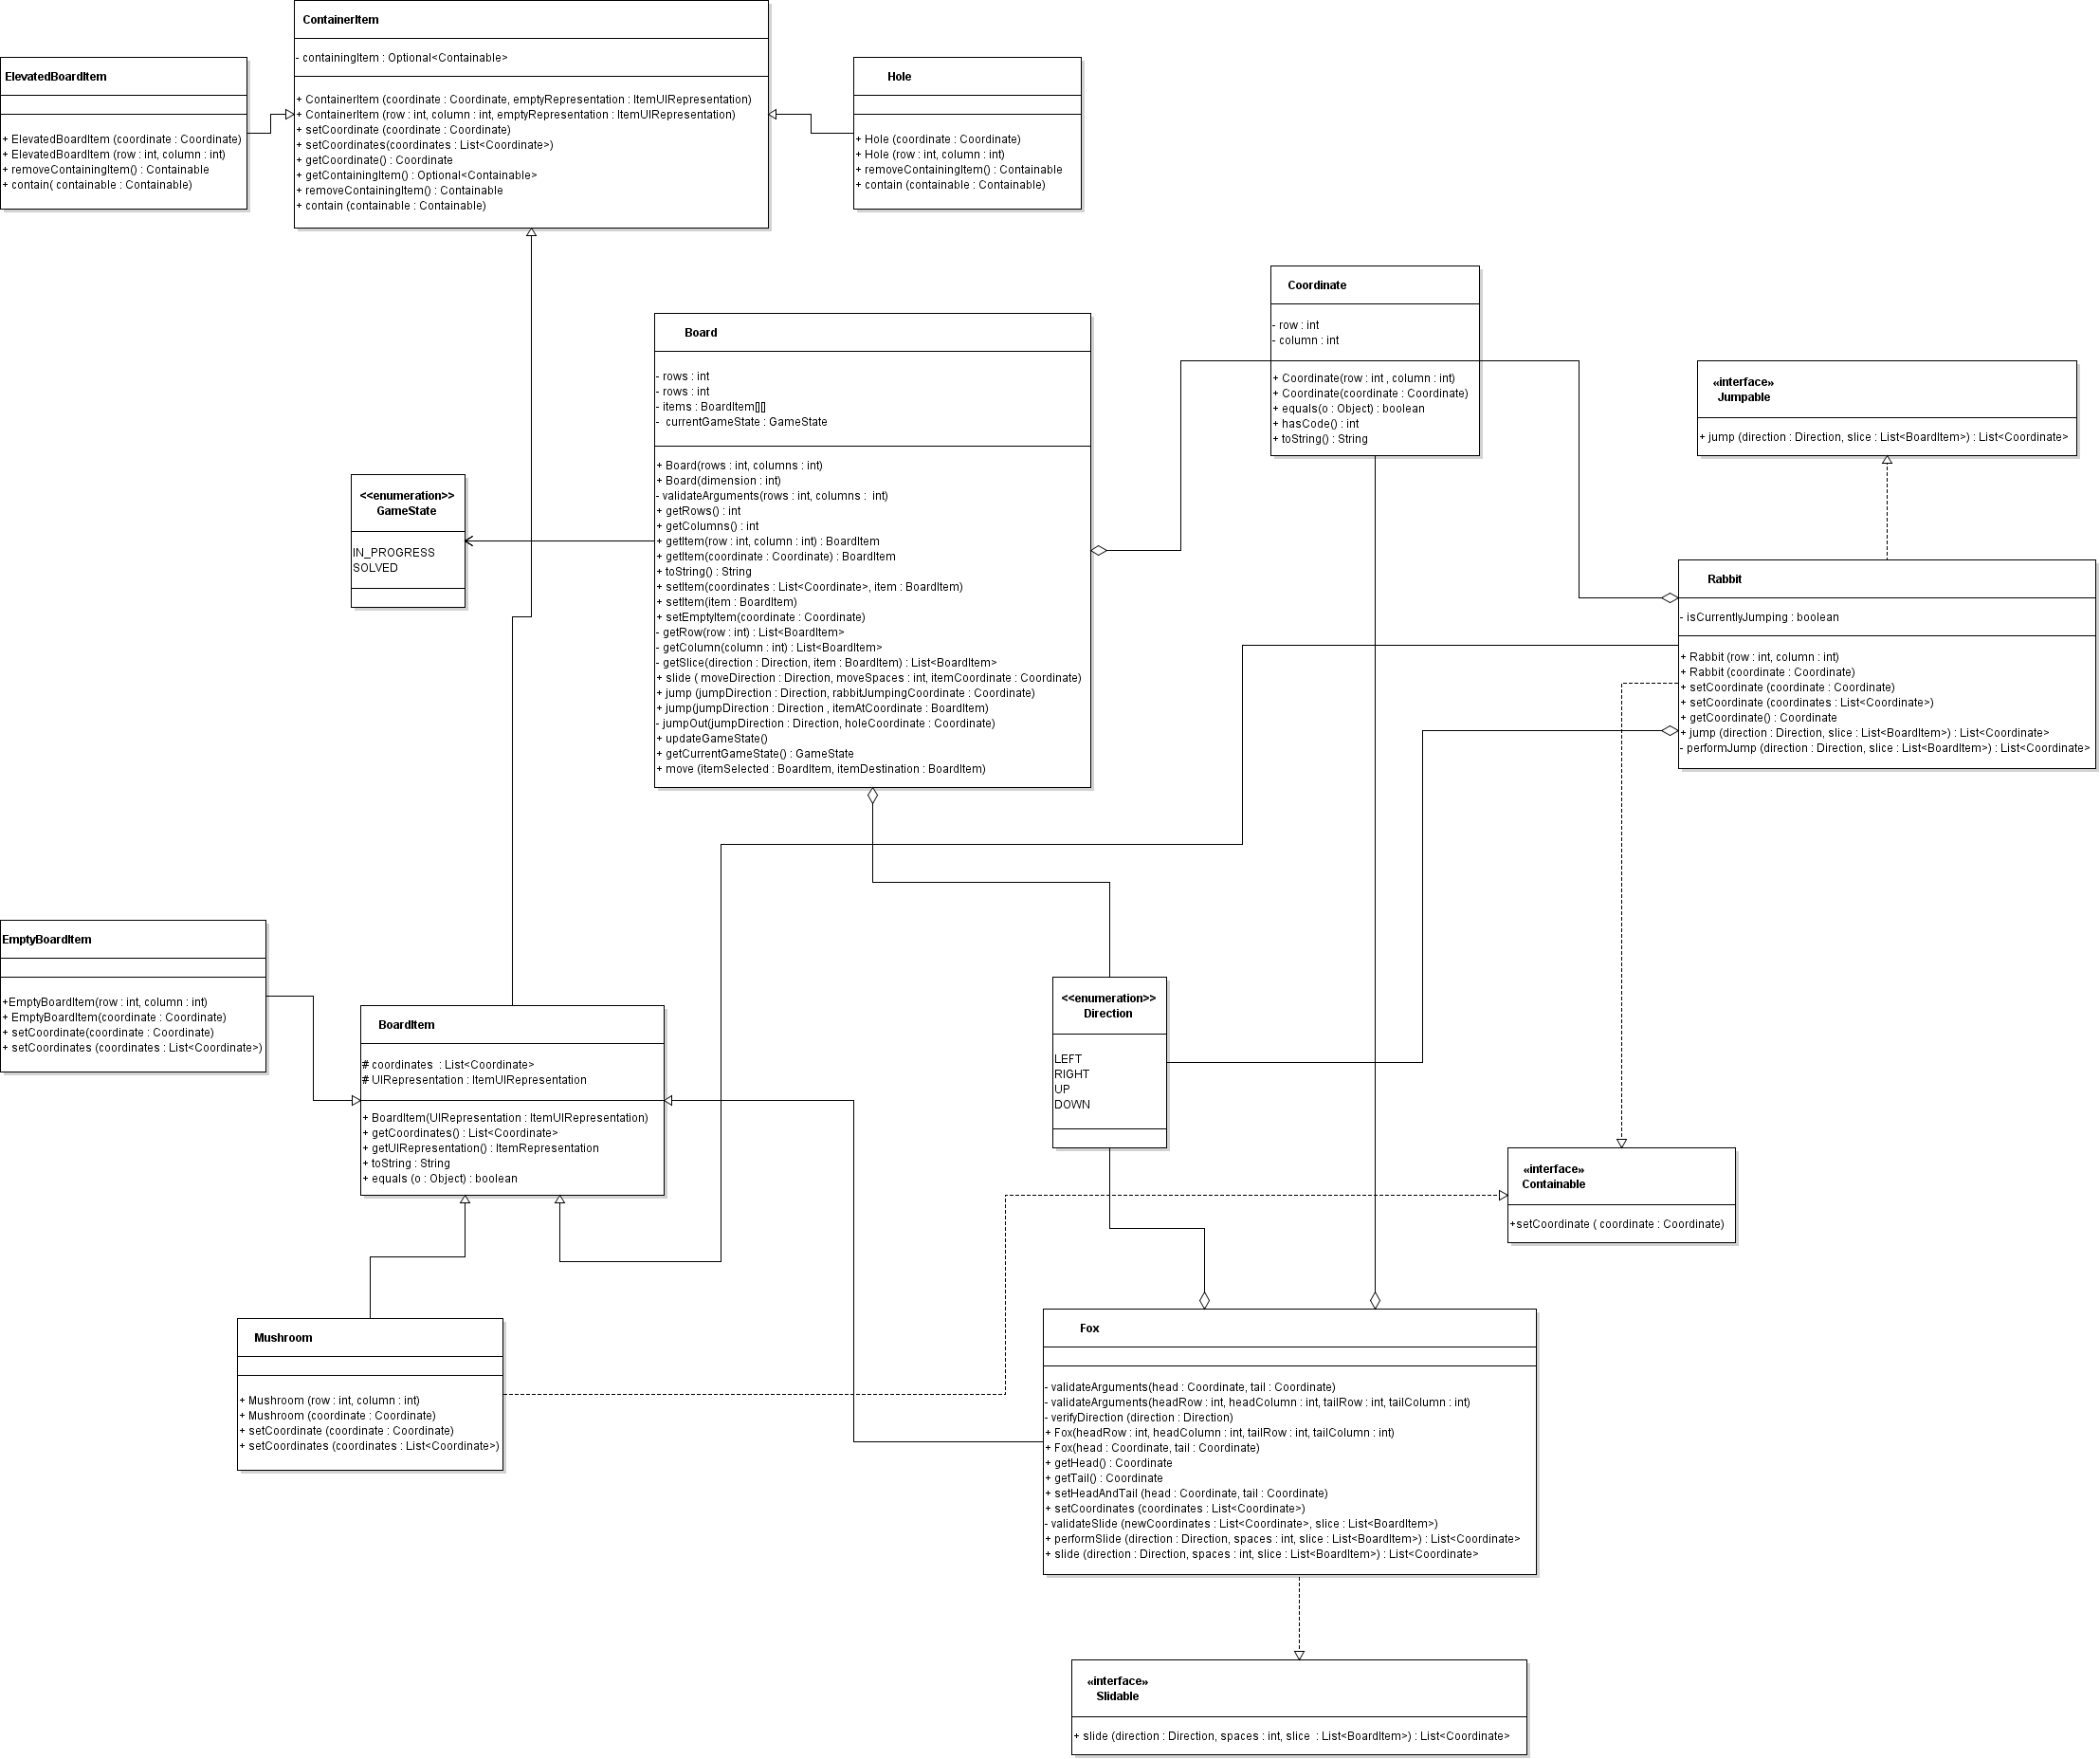 ContainerItem
- containingItem : Optional<Containable>
+ ContainerItem (coordinate : Coordinate, emptyRepresentation : ItemUIRepresentation)
+ ContainerItem (row : int, column : int, emptyRepresentation : ItemUIRepresentation)
+ setCoordinate (coordinate : Coordinate)
+ setCoordinates(coordinates : List<Coordinate>)
+ getCoordinate() : Coordinate
+ getContainingItem() : Optional<Containable>
+ removeContainingItem() : Containable
+ contain (containable : Containable)
ElevatedBoardItem
+ ElevatedBoardItem (coordinate : Coordinate)
+ ElevatedBoardItem (row : int, column : int)
+ removeContainingItem() : Containable
+ contain( containable : Containable)
Hole
+ Hole (coordinate : Coordinate)
+ Hole (row : int, column : int)
+ removeContainingItem() : Containable
+ contain (containable : Containable)
Coordinate
- row : int
- column : int
+ Coordinate(row : int , column : int)
+ Coordinate(coordinate : Coordinate)
+ equals(o : Object) : boolean
+ hasCode() : int
+ toString() : String
Board
- rows : int
- rows : int
- items : BoardItem[][]
- currentGameState : GameState
+ Board(rows : int, columns : int)
+ Board(dimension : int)
- validateArguments(rows : int, columns : int)
+ getRows() : int
+ getColumns() : int
+ getItem(row : int, column : int) : BoardItem
+ getItem(coordinate : Coordinate) : BoardItem
+ toString() : String
+ setItem(coordinates : List<Coordinate>, item : BoardItem)
+ setItem(item : BoardItem)
+ setEmptyItem(coordinate : Coordinate)
- getRow(row : int) : List<BoardItem>
- getColumn(column : int) : List<BoardItem>
- getSlice(direction : Direction, item : BoardItem) : List<BoardItem>
+ slide ( moveDirection : Direction, moveSpaces : int, itemCoordinate : Coordinate)
+ jump (jumpDirection : Direction, rabbitJumpingCoordinate : Coordinate)
+ jump(jumpDirection : Direction , itemAtCoordinate : BoardItem)
- jumpOut(jumpDirection : Direction, holeCoordinate : Coordinate)
+ updateGameState()
+ getCurrentGameState() : GameState
+ move (itemSelected : BoardItem, itemDestination : BoardItem)
«interface»
Jumpable
+ jump (direction : Direction, slice : List<BoardItem>) : List<Coordinate>
<<enumeration>>
GameState
IN_PROGRESS
SOLVED
Rabbit
- isCurrentlyJumping : boolean
+ Rabbit (row : int, column : int)
+ Rabbit (coordinate : Coordinate)
+ setCoordinate (coordinate : Coordinate)
+ setCoordinate (coordinates : List<Coordinate>)
+ getCoordinate() : Coordinate
+ jump (direction : Direction, slice : List<BoardItem>) : List<Coordinate>
- performJump (direction : Direction, slice : List<BoardItem>) : List<Coordinate>
EmptyBoardItem
+EmptyBoardItem(row : int, column : int)
+ EmptyBoardItem(coordinate : Coordinate)
+ setCoordinate(coordinate : Coordinate)
+ setCoordinates (coordinates : List<Coordinate>)
BoardItem
# coordinates : List<Coordinate>
# UIRepresentation : ItemUIRepresentation
+ BoardItem(UIRepresentation : ItemUIRepresentation)
+ getCoordinates() : List<Coordinate>
+ getUIRepresentation() : ItemRepresentation
+ toString : String
+ equals (o : Object) : boolean
<<enumeration>>
Direction
LEFT
RIGHT
UP
DOWN
«interface»
Containable
+setCoordinate ( coordinate : Coordinate)
Mushroom
+ Mushroom (row : int, column : int)
+ Mushroom (coordinate : Coordinate)
+ setCoordinate (coordinate : Coordinate)
+ setCoordinates (coordinates : List<Coordinate>)
Fox
- validateArguments(head : Coordinate, tail : Coordinate)
- validateArguments(headRow : int, headColumn : int, tailRow : int, tailColumn : int)
- verifyDirection (direction : Direction)
+ Fox(headRow : int, headColumn : int, tailRow : int, tailColumn : int)
+ Fox(head : Coordinate, tail : Coordinate)
+ getHead() : Coordinate
+ getTail() : Coordinate
+ setHeadAndTail (head : Coordinate, tail : Coordinate)
+ setCoordinates (coordinates : List<Coordinate>)
- validateSlide (newCoordinates : List<Coordinate>, slice : List<BoardItem>)
+ performSlide (direction : Direction, spaces : int, slice : List<BoardItem>) : List<Coordinate>
+ slide (direction : Direction, spaces : int, slice : List<BoardItem>) : List<Coordinate>
«interface»
Slidable
+ slide (direction : Direction, spaces : int, slice : List<BoardItem>) : List<Coordinate>